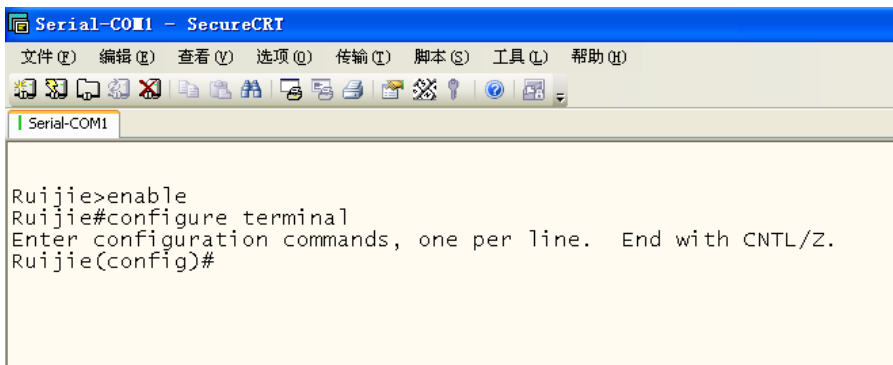 Serial-COM1 - SecureCRT
文件(F) 编辑(E) 查看(V) 选项(O) 传输(T) 脚本(S) 工具(L) 帮助(H)
Serial-COM1
Ruijie>enable
Ruijie#configure terminal
Enter configuration commands, one per line.  End with CNTL/Z.
Ruijie(config)#